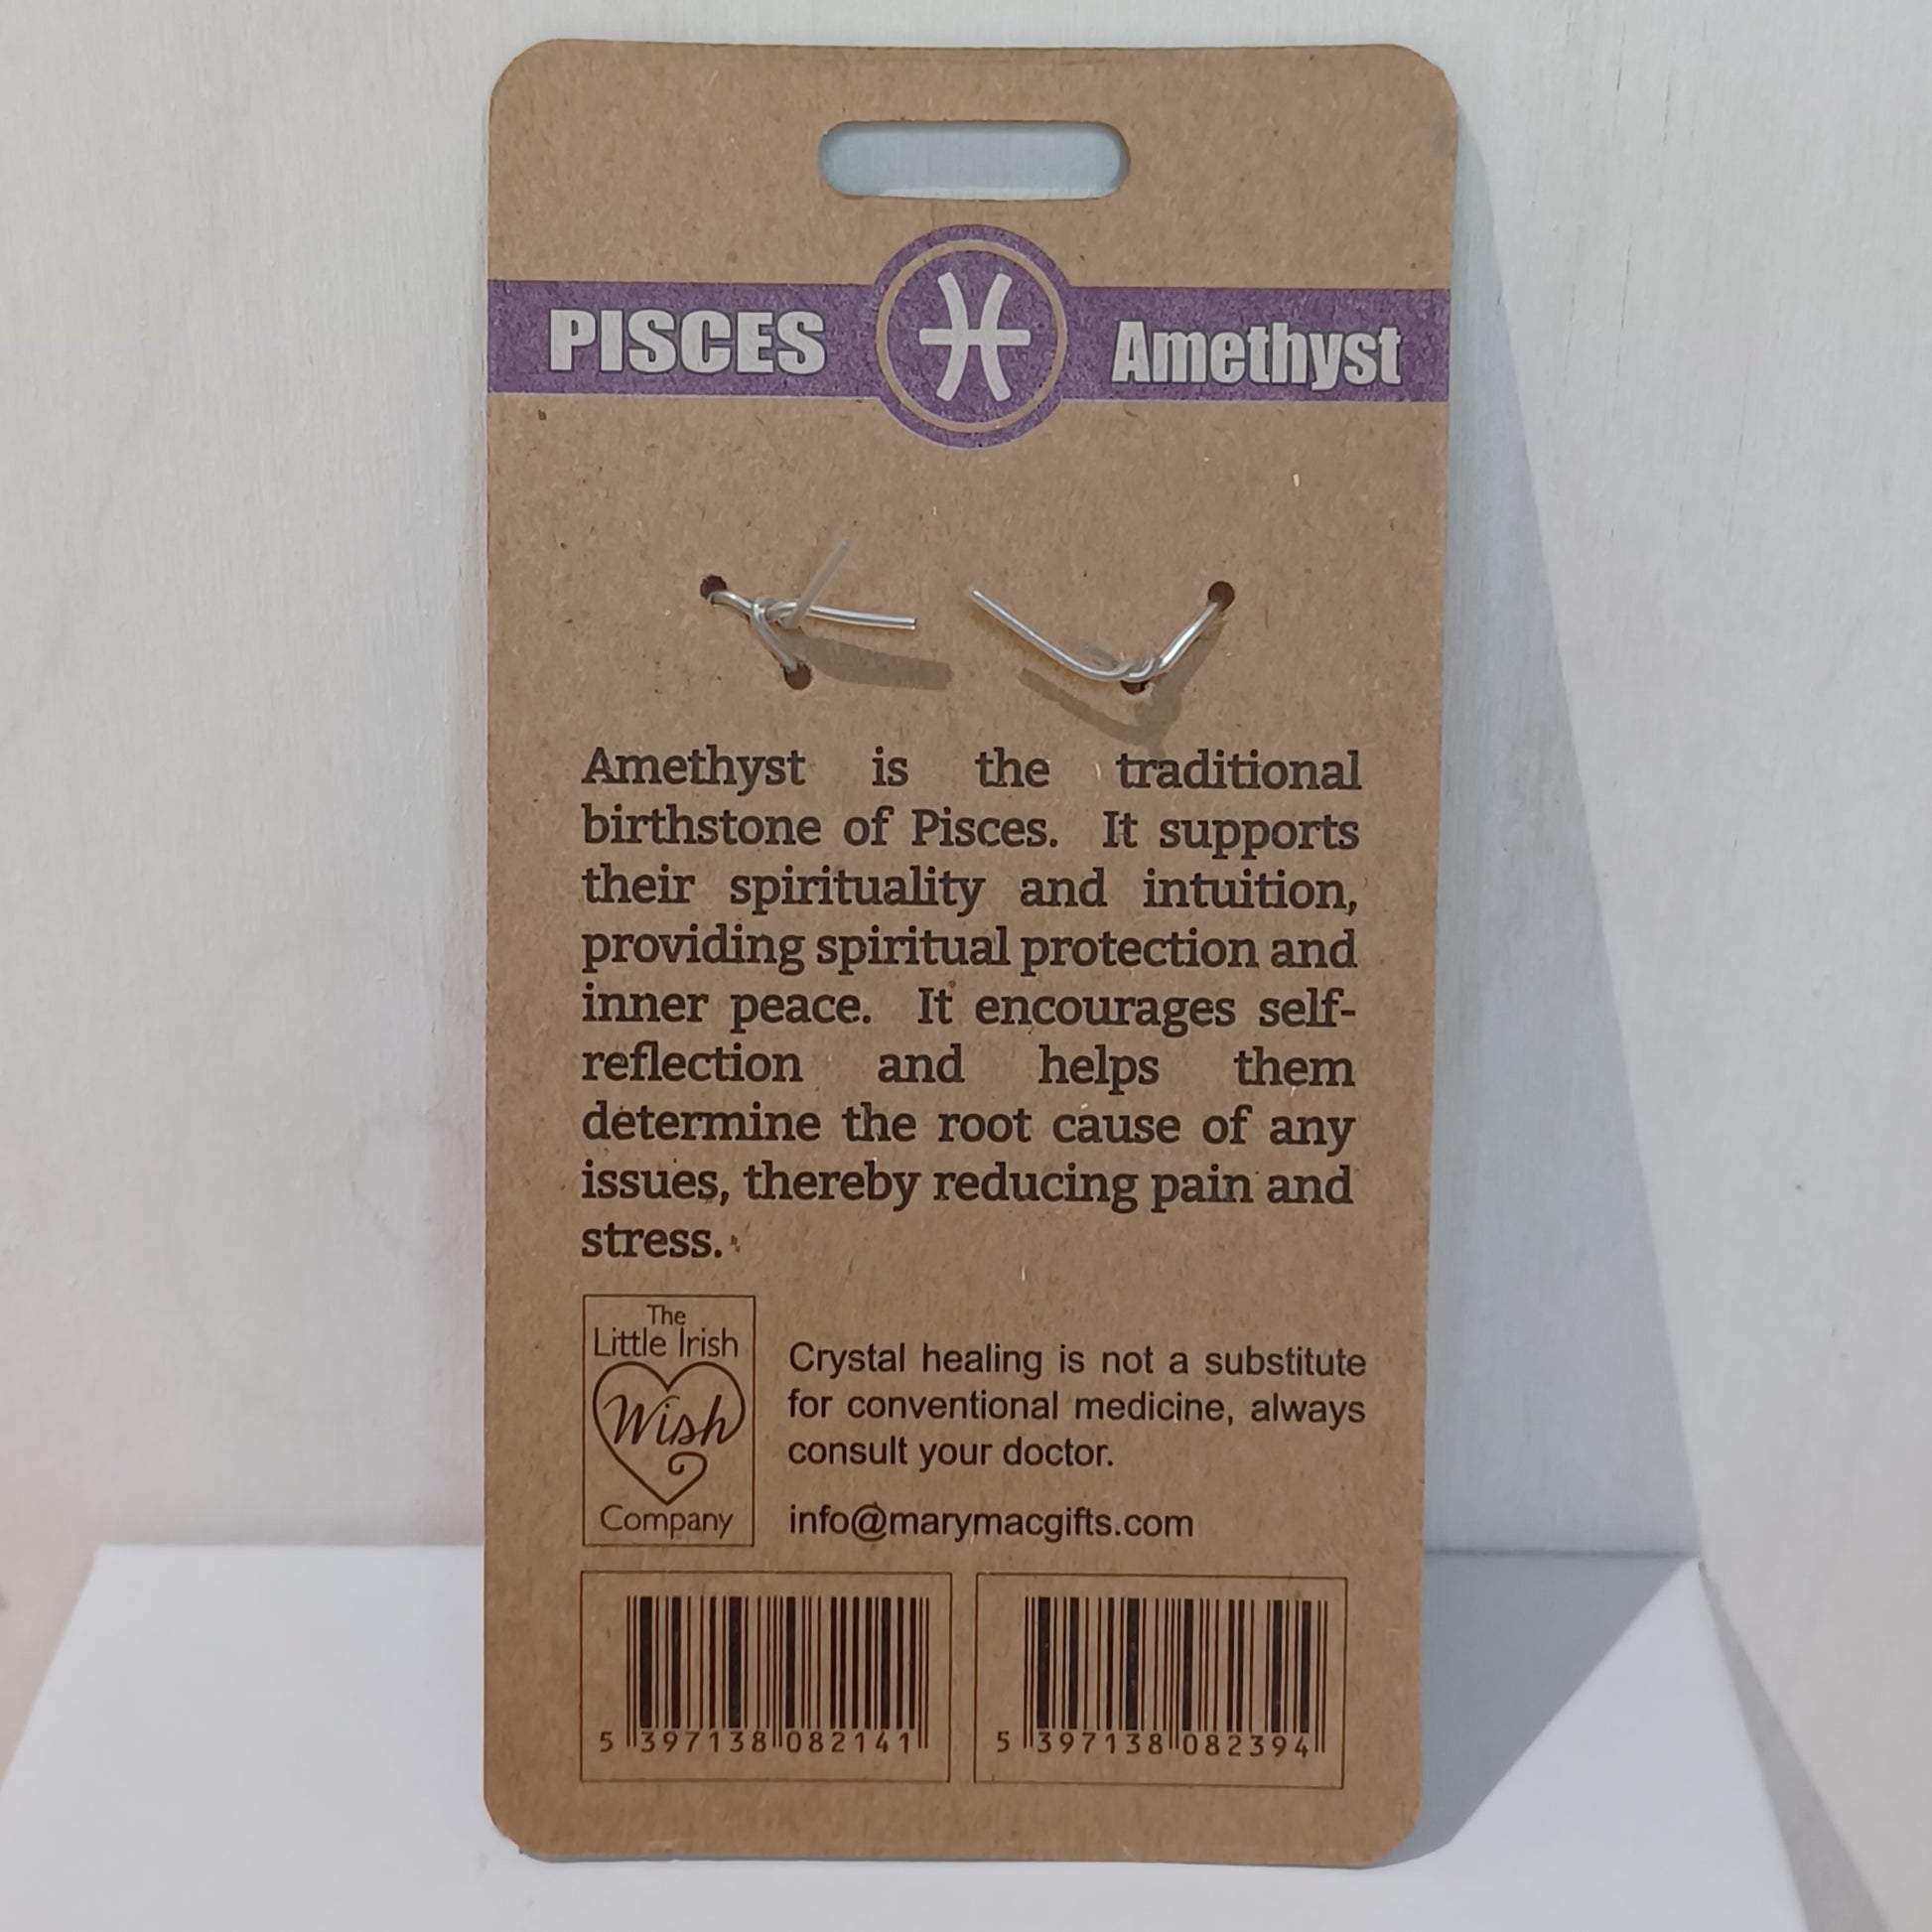 PISCES ♓ Amethyst
Amethyst is the traditional
birthstone of Pisces. It supports
their spirituality and intuition,
providing spiritual protection and
inner peace. It encourages self-
reflection and helps them
determine the root cause of any
issues, thereby reducing pain and
stress.
The
Little Irish
Wish
Company
Crystal healing is not a substitute
for conventional medicine, always
consult your doctor.
info@marymacgifts.com
5 397138 082141
5 397138 082394